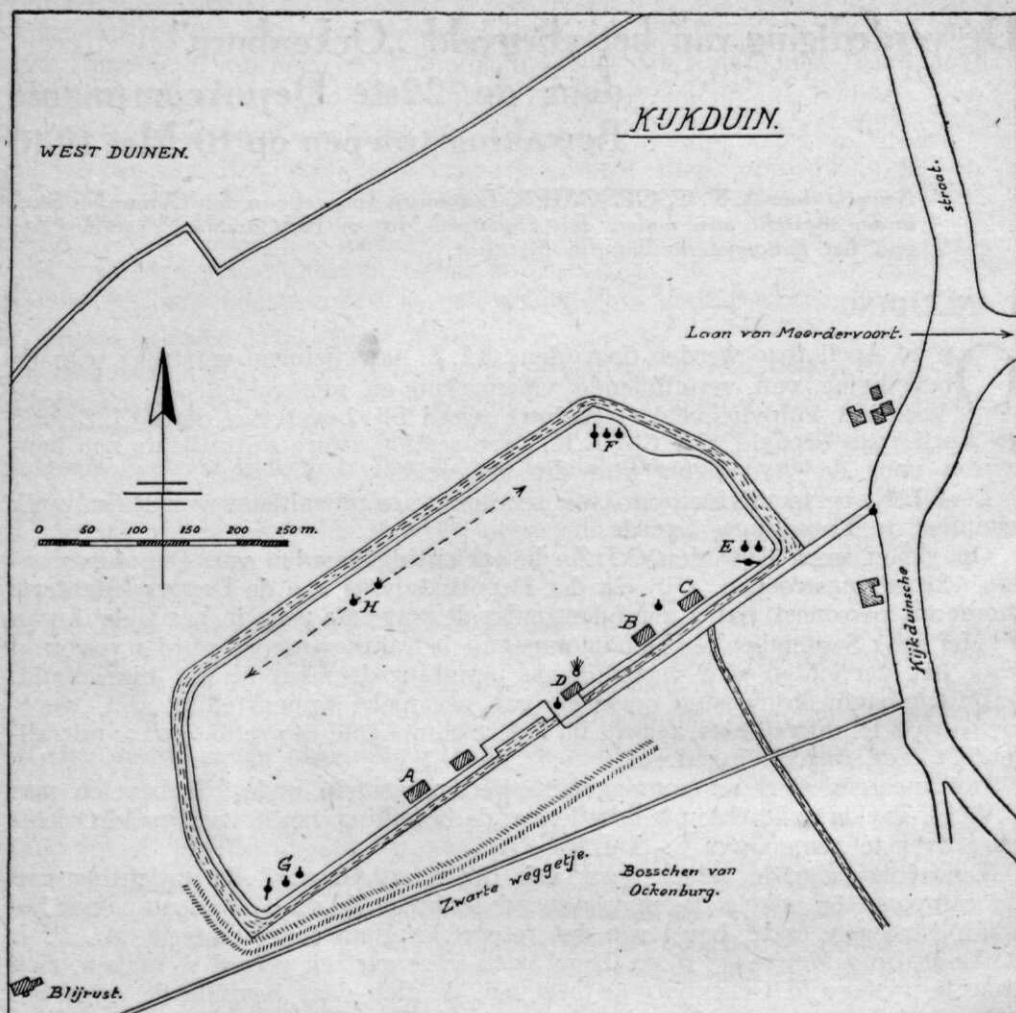 KIJKDUIN.
WEST DUINEN.
straat.
Laan van Meerdervoort.
0 50 100 150 200 250 m.
F
E
H
C
B
D
A
G
Kijkduinsche
Zwarte weggetje.
Bosschen van
Ockenburg.
Blijrust.